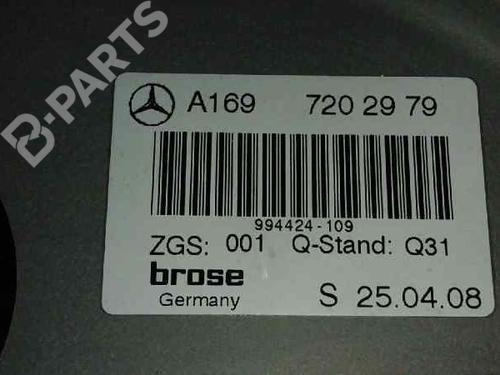 B-PARTS
A169 720 29 79
994424-109
ZGS: 001 Q-Stand: Q31
brose
Germany S 25.04.08